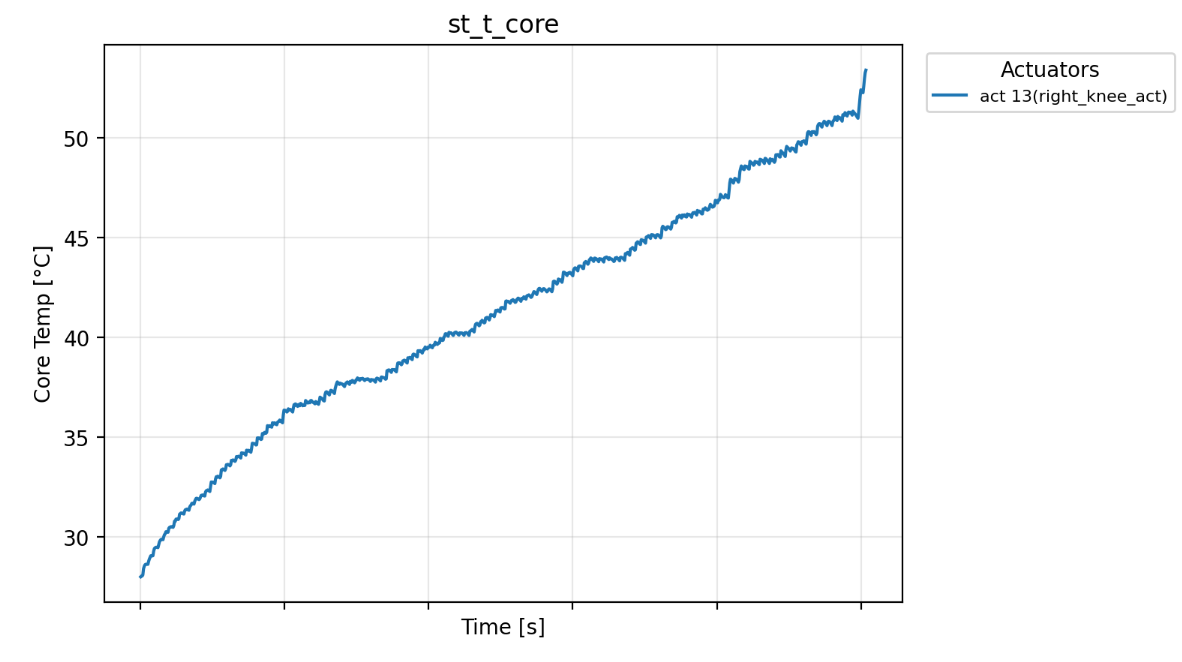 st_t_core
Actuators
act 13(right_knee_act)
50
45
40
35
30
Core Temp [°C]
Time [s]